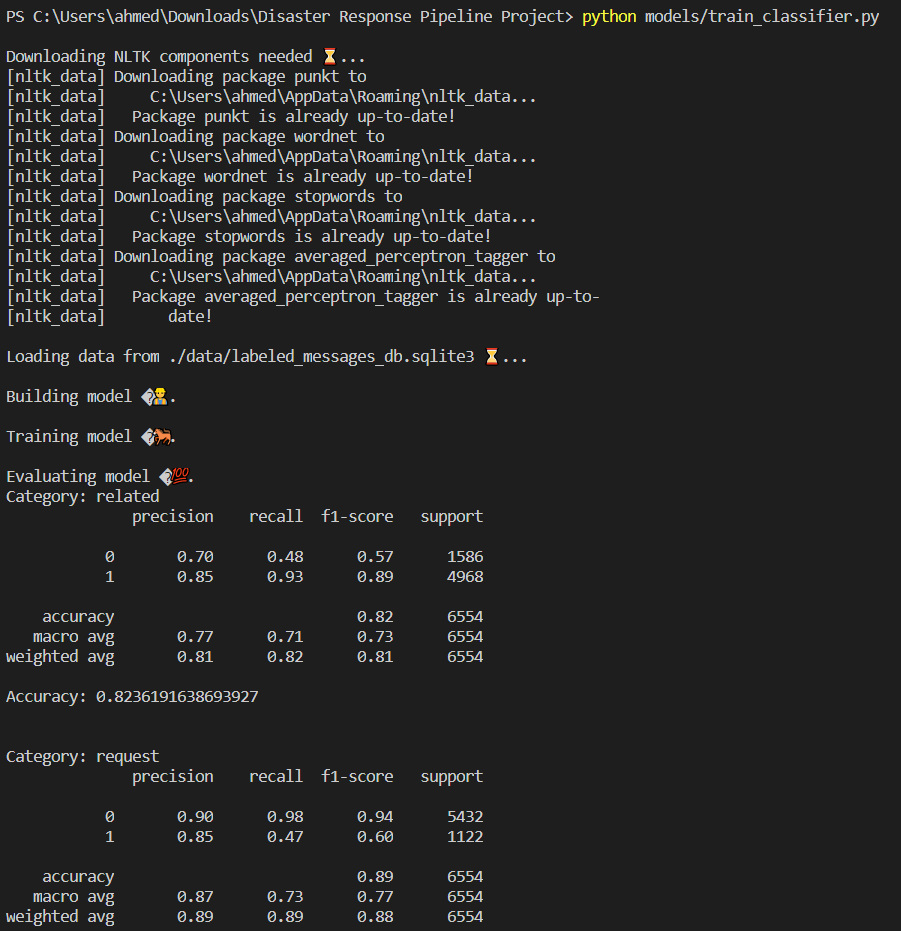 PS C:\Users\ahmed\Downloads\Disaster Response Pipeline Project> python models/train_classifier.py
Downloading NLTK components needed ⏳...
[nltk_data] Downloading package punkt to
[nltk_data]     C:\Users\ahmed\AppData\Roaming\nltk_data...
[nltk_data]   Package punkt is already up-to-date!
[nltk_data] Downloading package wordnet to
[nltk_data]     C:\Users\ahmed\AppData\Roaming\nltk_data...
[nltk_data]   Package wordnet is already up-to-date!
[nltk_data] Downloading package stopwords to
[nltk_data]     C:\Users\ahmed\AppData\Roaming\nltk_data...
[nltk_data]   Package stopwords is already up-to-date!
[nltk_data] Downloading package averaged_perceptron_tagger to
[nltk_data]     C:\Users\ahmed\AppData\Roaming\nltk_data...
[nltk_data]   Package averaged_perceptron_tagger is already up-to-
[nltk_data]       date!
Loading data from ./data/labeled_messages_db.sqlite3 ⏳...
Building model �👷‍♂️.
Training model �🐎.
Evaluating model �💯.
Category: related
              precision    recall  f1-score   support
           0       0.70      0.48      0.57      1586
           1       0.85      0.93      0.89      4968
    accuracy                           0.82      6554
   macro avg       0.77      0.71      0.73      6554
weighted avg       0.81      0.82      0.81      6554
Accuracy: 0.8236191638693927
Category: request
              precision    recall  f1-score   support
           0       0.90      0.98      0.94      5432
           1       0.85      0.47      0.60      1122
    accuracy                           0.89      6554
   macro avg       0.87      0.73      0.77      6554
weighted avg       0.89      0.89      0.88      6554